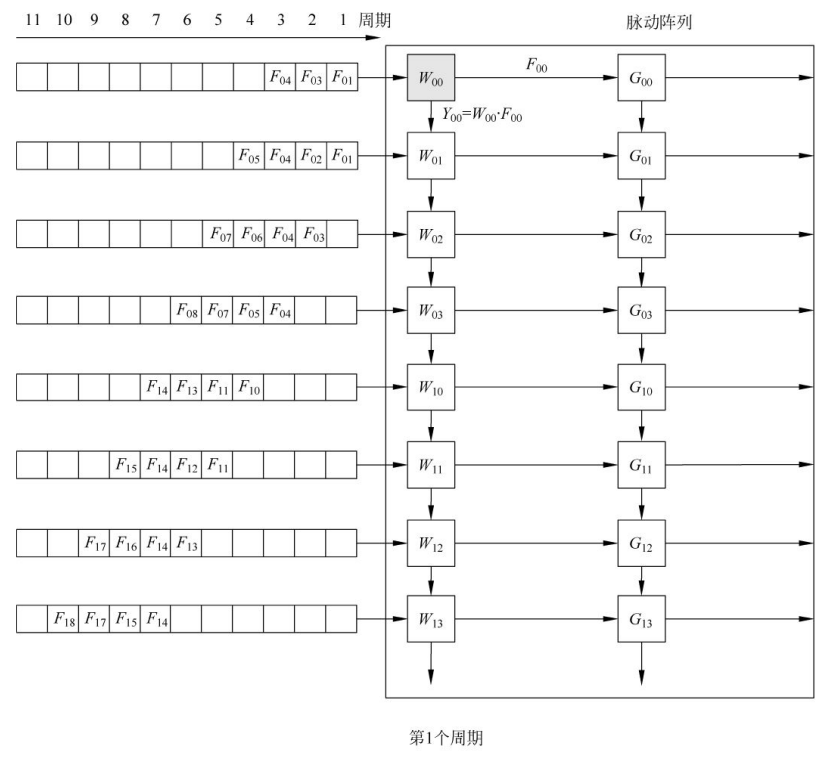 11 10 9 8 7 6 5 4 3 2 1 周期
脉动阵列
F04 F03 F01 W00 F00 G00
Y00=W00·F00
F05 F04 F02 F01 W01 G01
F07 F06 F04 F03 W02 G02
F08 F07 F05 F04 W03 G03
F14 F13 F11 F10 W10 G10
F15 F14 F12 F11 W11 G11
F17 F16 F14 F13 W12 G12
F18 F17 F15 F14 W13 G13
第1个周期